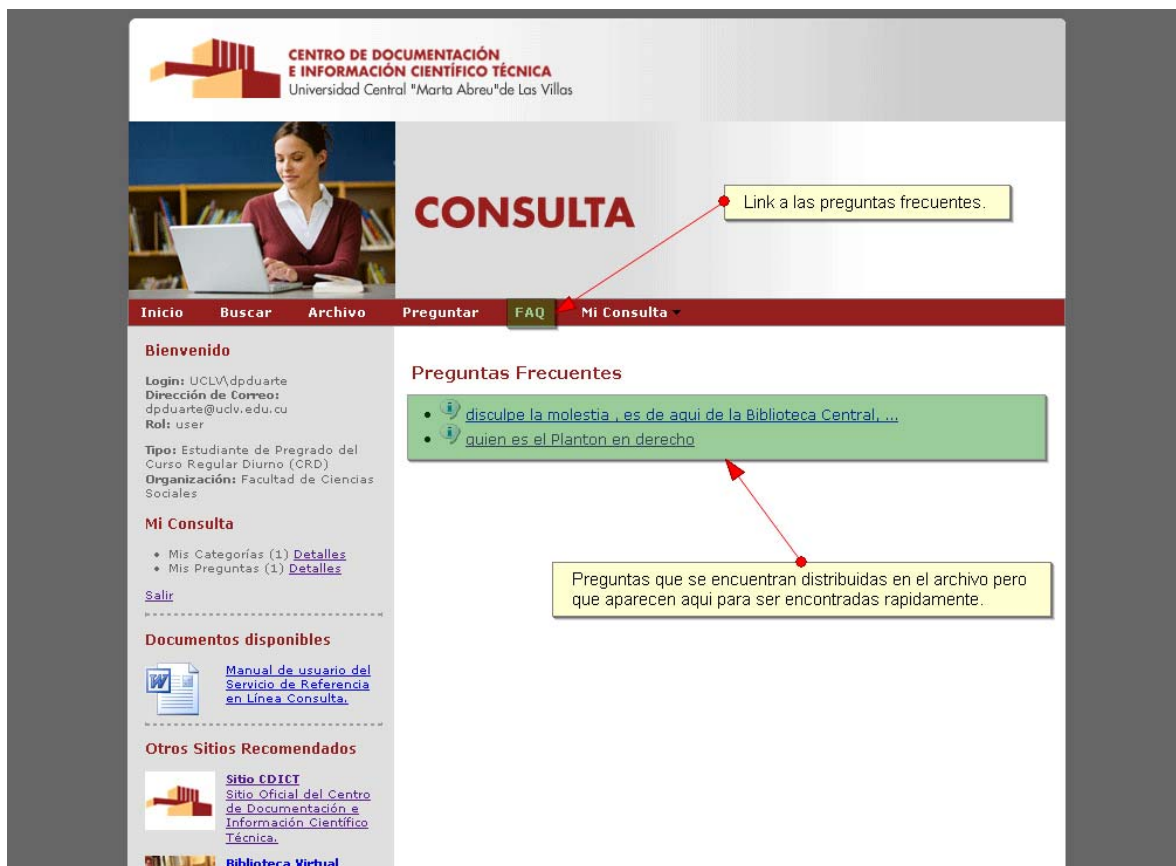 CENTRO DE DOCUMENTACIÓN
E INFORMACIÓN CIENTÍFICO TÉCNICA
Universidad Central "Marta Abreu"de Las Villas
CONSULTA
Link a las preguntas frecuentes.
Inicio Buscar Archivo Preguntar FAQ Mi Consulta
Bienvenido
Login: UCLV\dpduarte
Dirección de Correo:
dpduarte@uclv.edu.cu
Rol: user
Tipo: Estudiante de Pregrado del
Curso Regular Diurno (CRD)
Organización: Facultad de Ciencias
Sociales
Mi Consulta
• Mis Categorías (1) Detalles
• Mis Preguntas (1) Detalles
Salir
Documentos disponibles
Manual de usuario del
Servicio de Referencia
en Línea Consulta.
Otros Sitios Recomendados
Sitio CDICT
Sitio Oficial del Centro
de Documentación e
Información Científico
Técnica.
Biblioteca Virtual
Preguntas Frecuentes
• disculpe la molestia , es de aqui de la Biblioteca Central, ...
• quien es el Planton en derecho
Preguntas que se encuentran distribuidas en el archivo pero
que aparecen aqui para ser encontradas rapidamente.